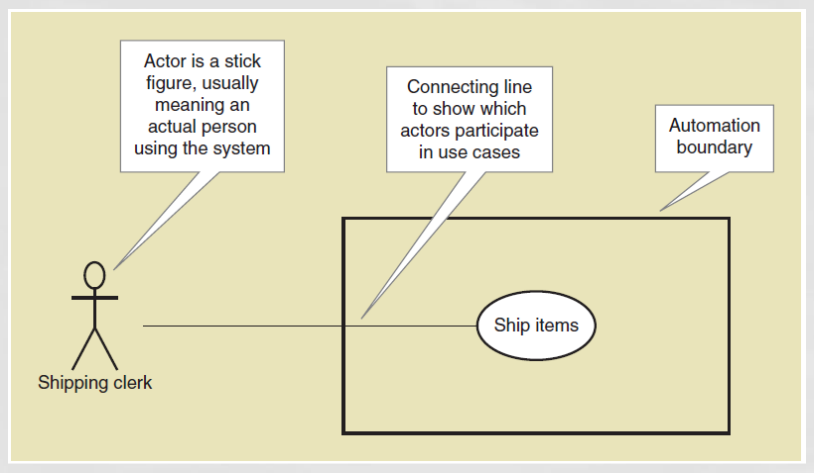 Actor is a stick
figure, usually
meaning an
actual person
using the system
Connecting line
to show which
actors participate
in use cases
Automation
boundary
Ship items
Shipping clerk